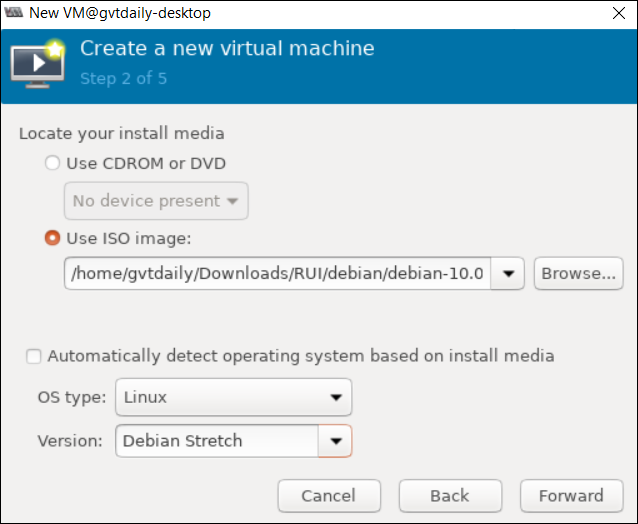 New VM@gvtdaily-desktop
Create a new virtual machine
Step 2 of 5
Locate your install media
Use CDROM or DVD
No device present
Use ISO image:
/home/gvtdaily/Downloads/RUI/debian/debian-10.0
Browse...
Automatically detect operating system based on install media
OS type: Linux
Version: Debian Stretch
Cancel Back Forward